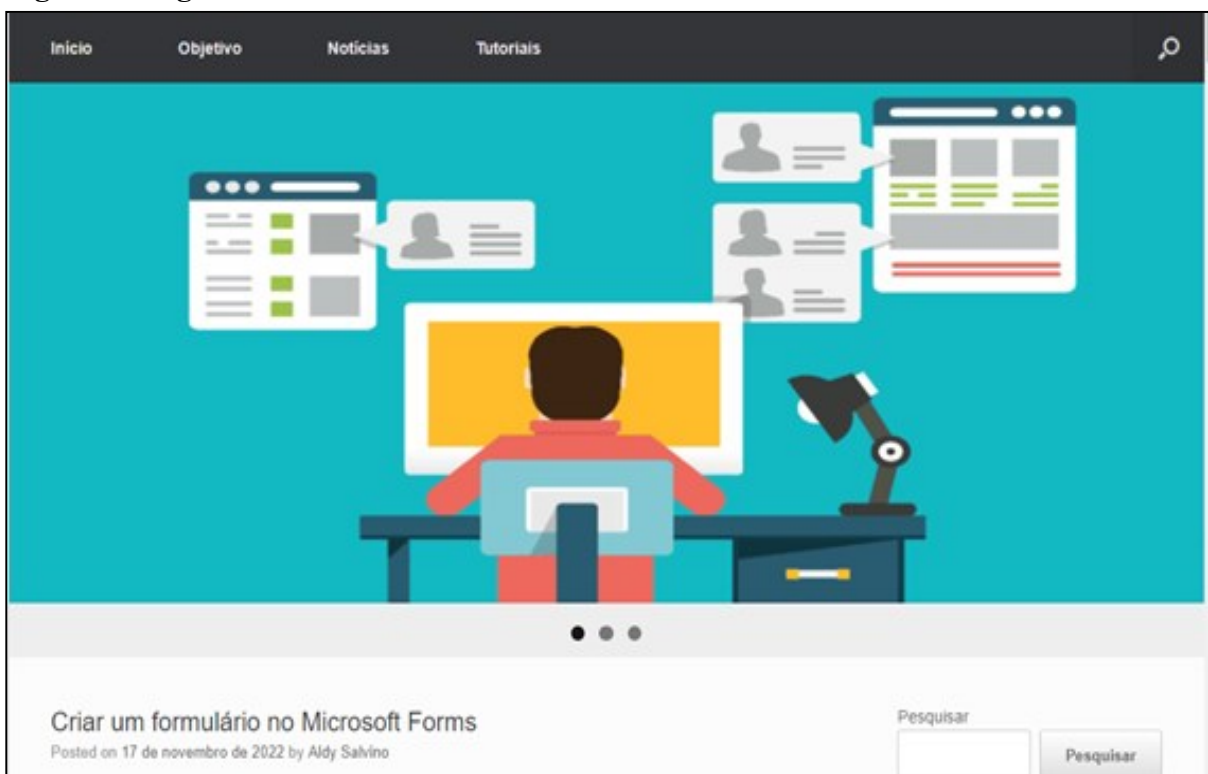 Início Objetivo Notícias Tutoriais
Criar um formulário no Microsoft Forms
Posted on 17 de novembro de 2022 by Aldy Salvino
Pesquisar
Pesquisar